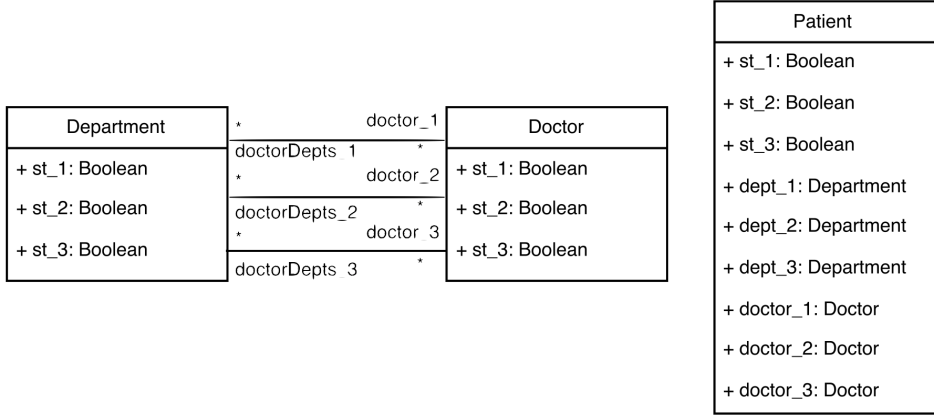 Department
+ st_1: Boolean
+ st_2: Boolean
+ st_3: Boolean
* doctor_1
doctorDepts_1 *
* doctor_2
doctorDepts_2 *
* doctor_3
doctorDepts_3 *
Doctor
+ st_1: Boolean
+ st_2: Boolean
+ st_3: Boolean
Patient
+ st_1: Boolean
+ st_2: Boolean
+ st_3: Boolean
+ dept_1: Department
+ dept_2: Department
+ dept_3: Department
+ doctor_1: Doctor
+ doctor_2: Doctor
+ doctor_3: Doctor